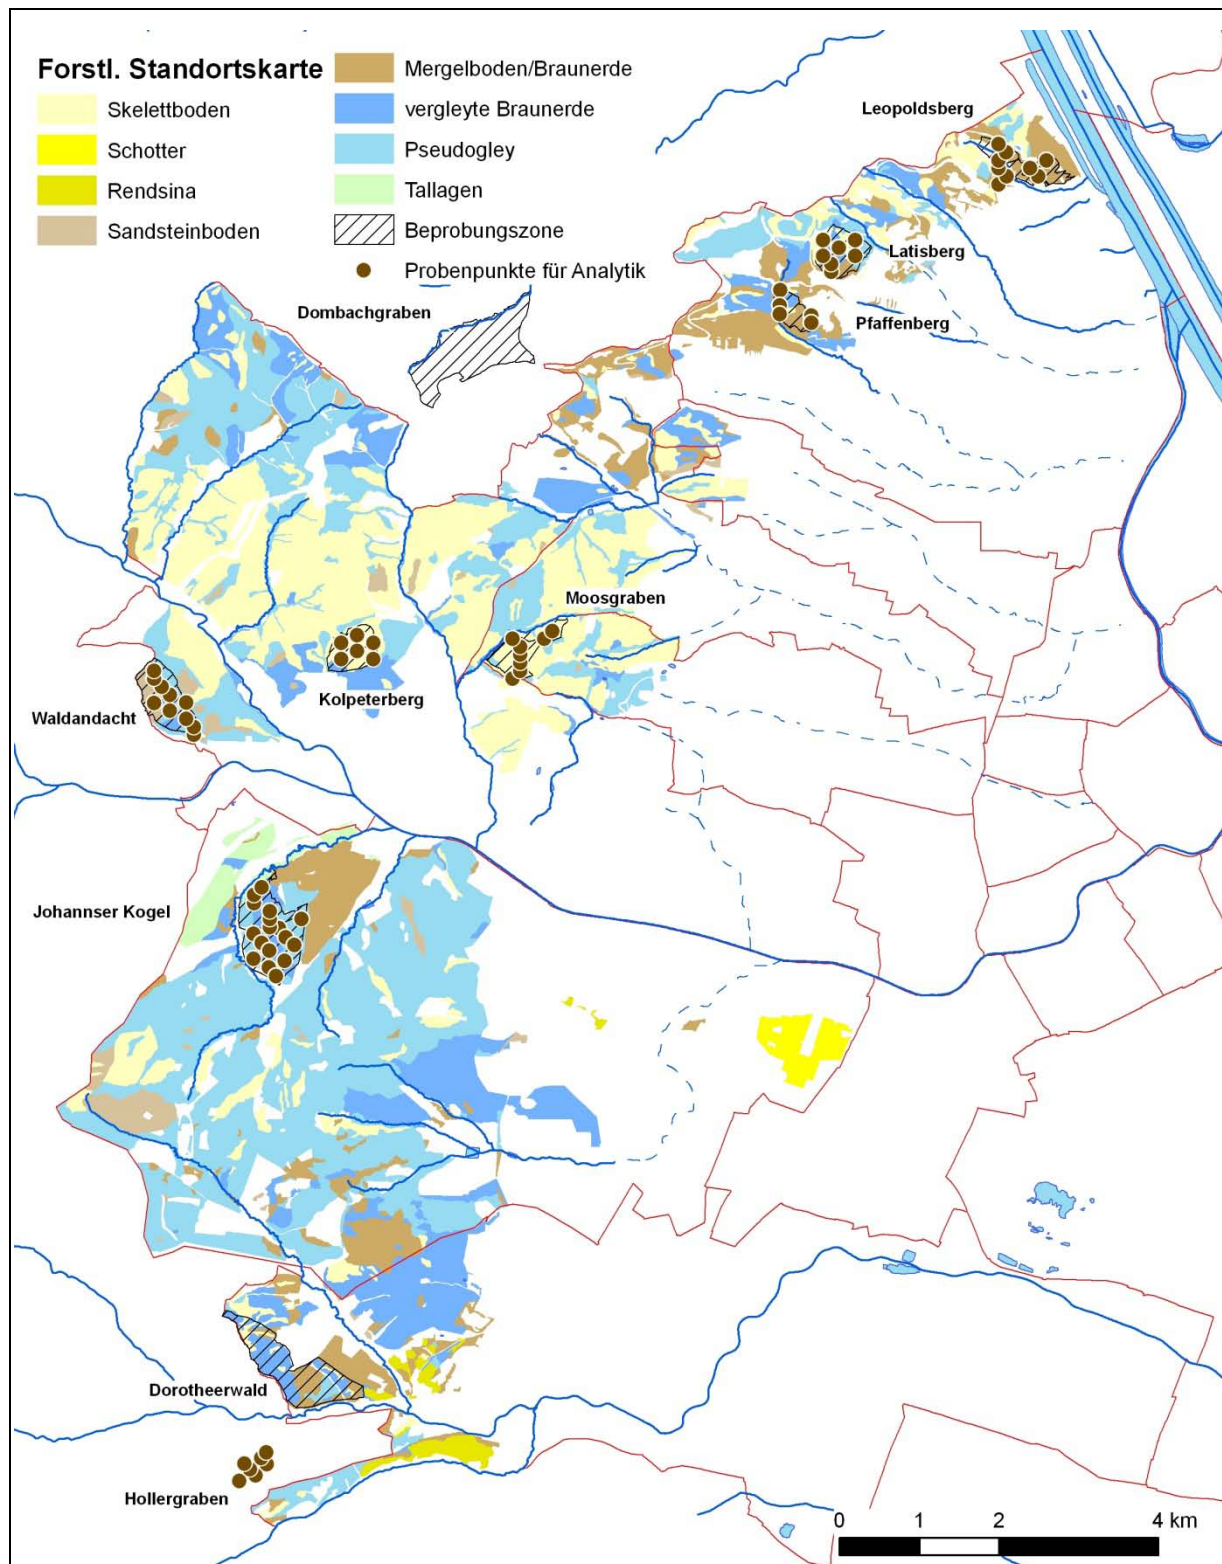 Forstl. Standortskarte
Skelettboden
Schotter
Rendsina
Sandsteinboden
Mergelboden/Braunerde
vergleyte Braunerde
Pseudogley
Tallagen
Beprobungszone
Probenpunkte für Analytik
Leopoldsberg
Latisberg
Pfaffenberg
Dombachgraben
Moosgraben
Kolpeterberg
Waldandacht
Johannser Kogel
Dorotheerwald
Hollergraben
0 1 2 4 km